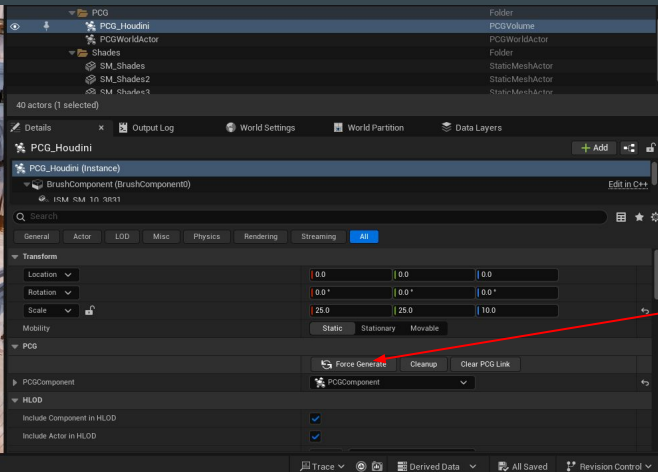 PCG Folder
PCG_Houdini PCGVolume
PCGWorldActor PCGWorldActor
Shades Folder
SM_Shades StaticMeshActor
SM_Shades2 StaticMeshActor
SM_Shades3 StaticMeshActor
40 actors (1 selected)
Details × Output Log World Settings World Partition Data Layers
PCG_Houdini + Add
PCG_Houdini (Instance)
BrushComponent (BrushComponent0) Edit in C++
ISM_SM_10_3831
Search
General Actor LOD Misc Physics Rendering Streaming All
Transform
Location 0.0 0.0 0.0
Rotation 0.0 ° 0.0 ° 0.0 °
Scale 25.0 25.0 10.0
Mobility Static Stationary Movable
PCG
Force Generate Cleanup Clear PCG Link
PCGComponent PCGComponent
HLOD
Include Component in HLOD
Include Actor in HLOD
Trace Derived Data All Saved Revision Control